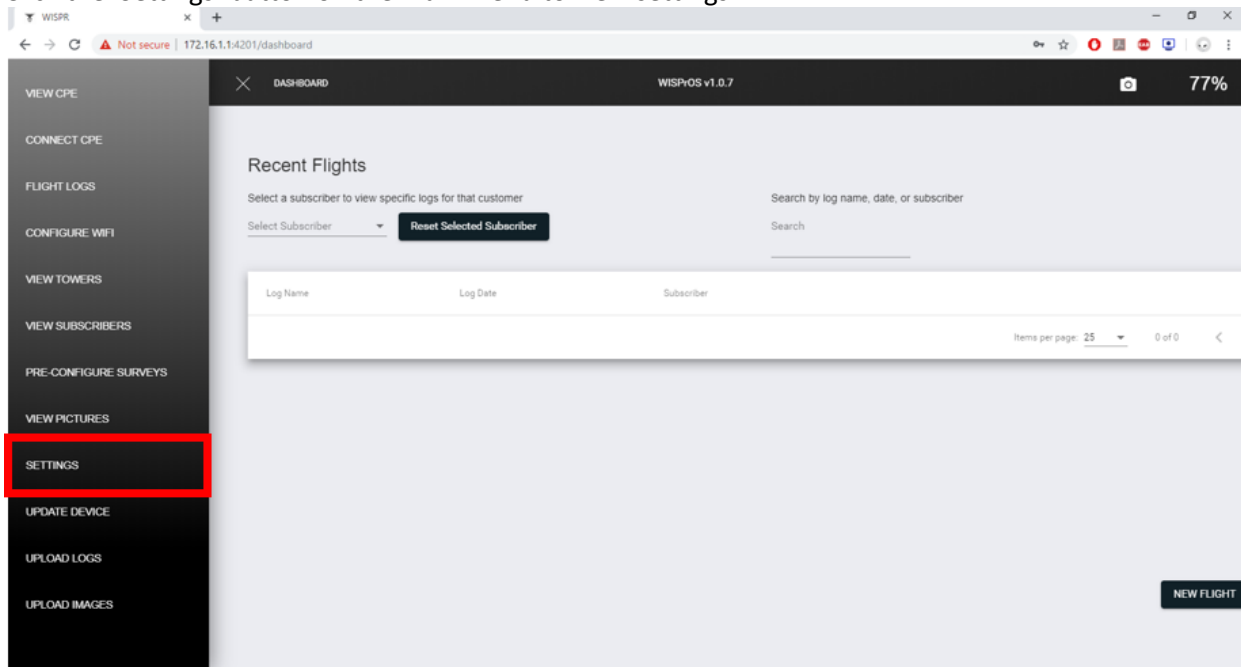 WISPR
Not secure | 172.16.1.1:4201/dashboard
DASHBOARD
WISPrOS v1.0.7
77%
VIEW CPE
CONNECT CPE
FLIGHT LOGS
CONFIGURE WIFI
VIEW TOWERS
VIEW SUBSCRIBERS
PRE-CONFIGURE SURVEYS
VIEW PICTURES
SETTINGS
UPDATE DEVICE
UPLOAD LOGS
UPLOAD IMAGES
Recent Flights
Select a subscriber to view specific logs for that customer
Select Subscriber
Reset Selected Subscriber
Search by log name, date, or subscriber
Search
Log Name Log Date Subscriber
Items per page: 25 0 of 0
NEW FLIGHT